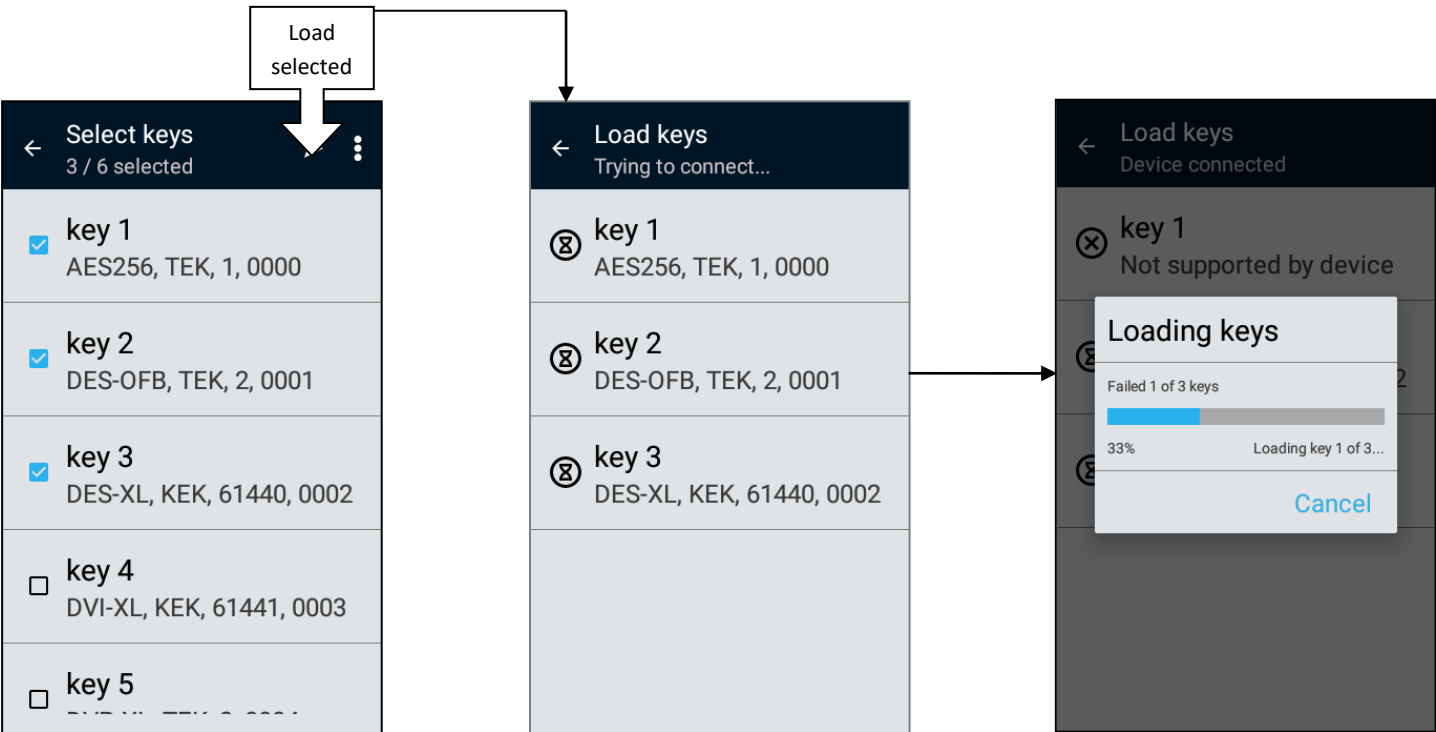 Load
selected
Select keys
3 / 6 selected
key 1
AES256, TEK, 1, 0000
key 2
DES-OFB, TEK, 2, 0001
key 3
DES-XL, KEK, 61440, 0002
key 4
DVI-XL, KEK, 61441, 0003
key 5
Load keys
Trying to connect...
key 1
AES256, TEK, 1, 0000
key 2
DES-OFB, TEK, 2, 0001
key 3
DES-XL, KEK, 61440, 0002
Load keys
Device connected
key 1
Not supported by device
Loading keys
Failed 1 of 3 keys
33%
Loading key 1 of 3...
Cancel
2